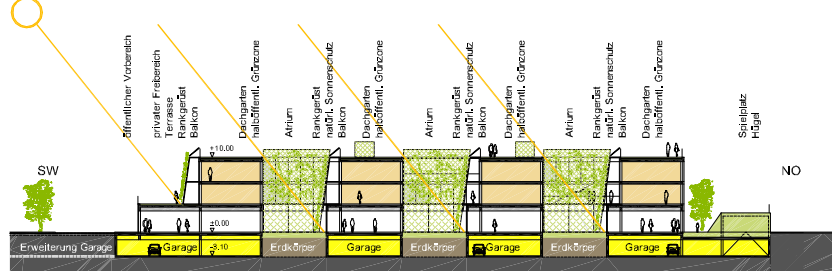 öffentlicher Vorbereich
privater Freibereich
Terrasse
Rankgerüst
Balkon
Dachgarten
halböffentl. Grünzone
Atrium
Rankgerüst
natürl. Sonnenschutz
Balkon
Dachgarten
halböffentl. Grünzone
Atrium
Rankgerüst
natürl. Sonnenschutz
Balkon
Dachgarten
halböffentl. Grünzone
Atrium
Rankgerüst
natürl. Sonnenschutz
Balkon
Dachgarten
halböffentl. Grünzone
Spielplatz
Hügel
+10.00
SW
NO
±0.00
Erweiterung Garage
Garage
-3.10
Erdkörper
Garage
Erdkörper
Garage
Erdkörper
Garage